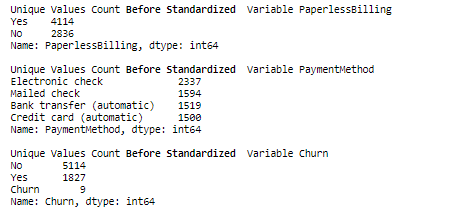 Unique Values Count Before Standardized Variable PaperlessBilling
Yes 4114
No 2836
Name: PaperlessBilling, dtype: int64
Unique Values Count Before Standardized Variable PaymentMethod
Electronic check 2337
Mailed check 1594
Bank transfer (automatic) 1519
Credit card (automatic) 1500
Name: PaymentMethod, dtype: int64
Unique Values Count Before Standardized Variable Churn
No 5114
Yes 1827
Churn 9
Name: Churn, dtype: int64